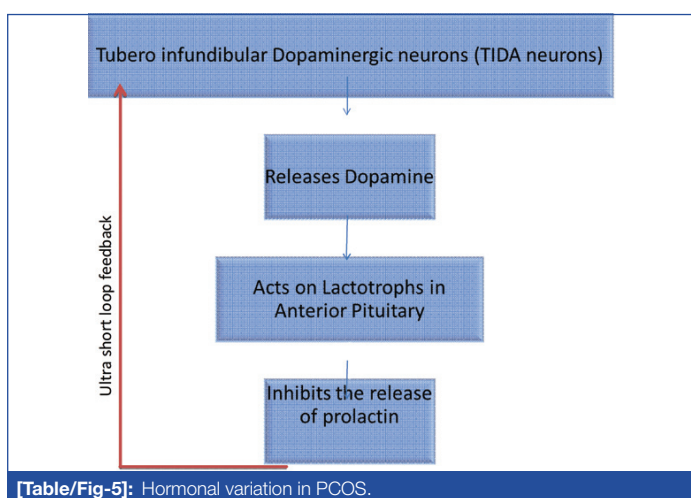 Tubero infundibular Dopaminergic neurons (TIDA neurons)
Releases Dopamine
Acts on Lactotrophs in
Anterior Pituitary
Inhibits the release
of prolactin
Ultra short loop feedback
[Table/Fig-5]: Hormonal variation in PCOS.